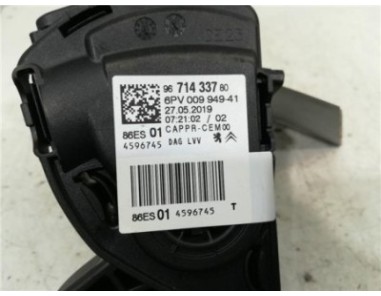 96 714 337 80
6PV 009 949-41
27.05.2019
07:21:02 / 02
86ES 01 CAPPR-CEM00
4596745 DAG LVV
86ES 01 4596745 T